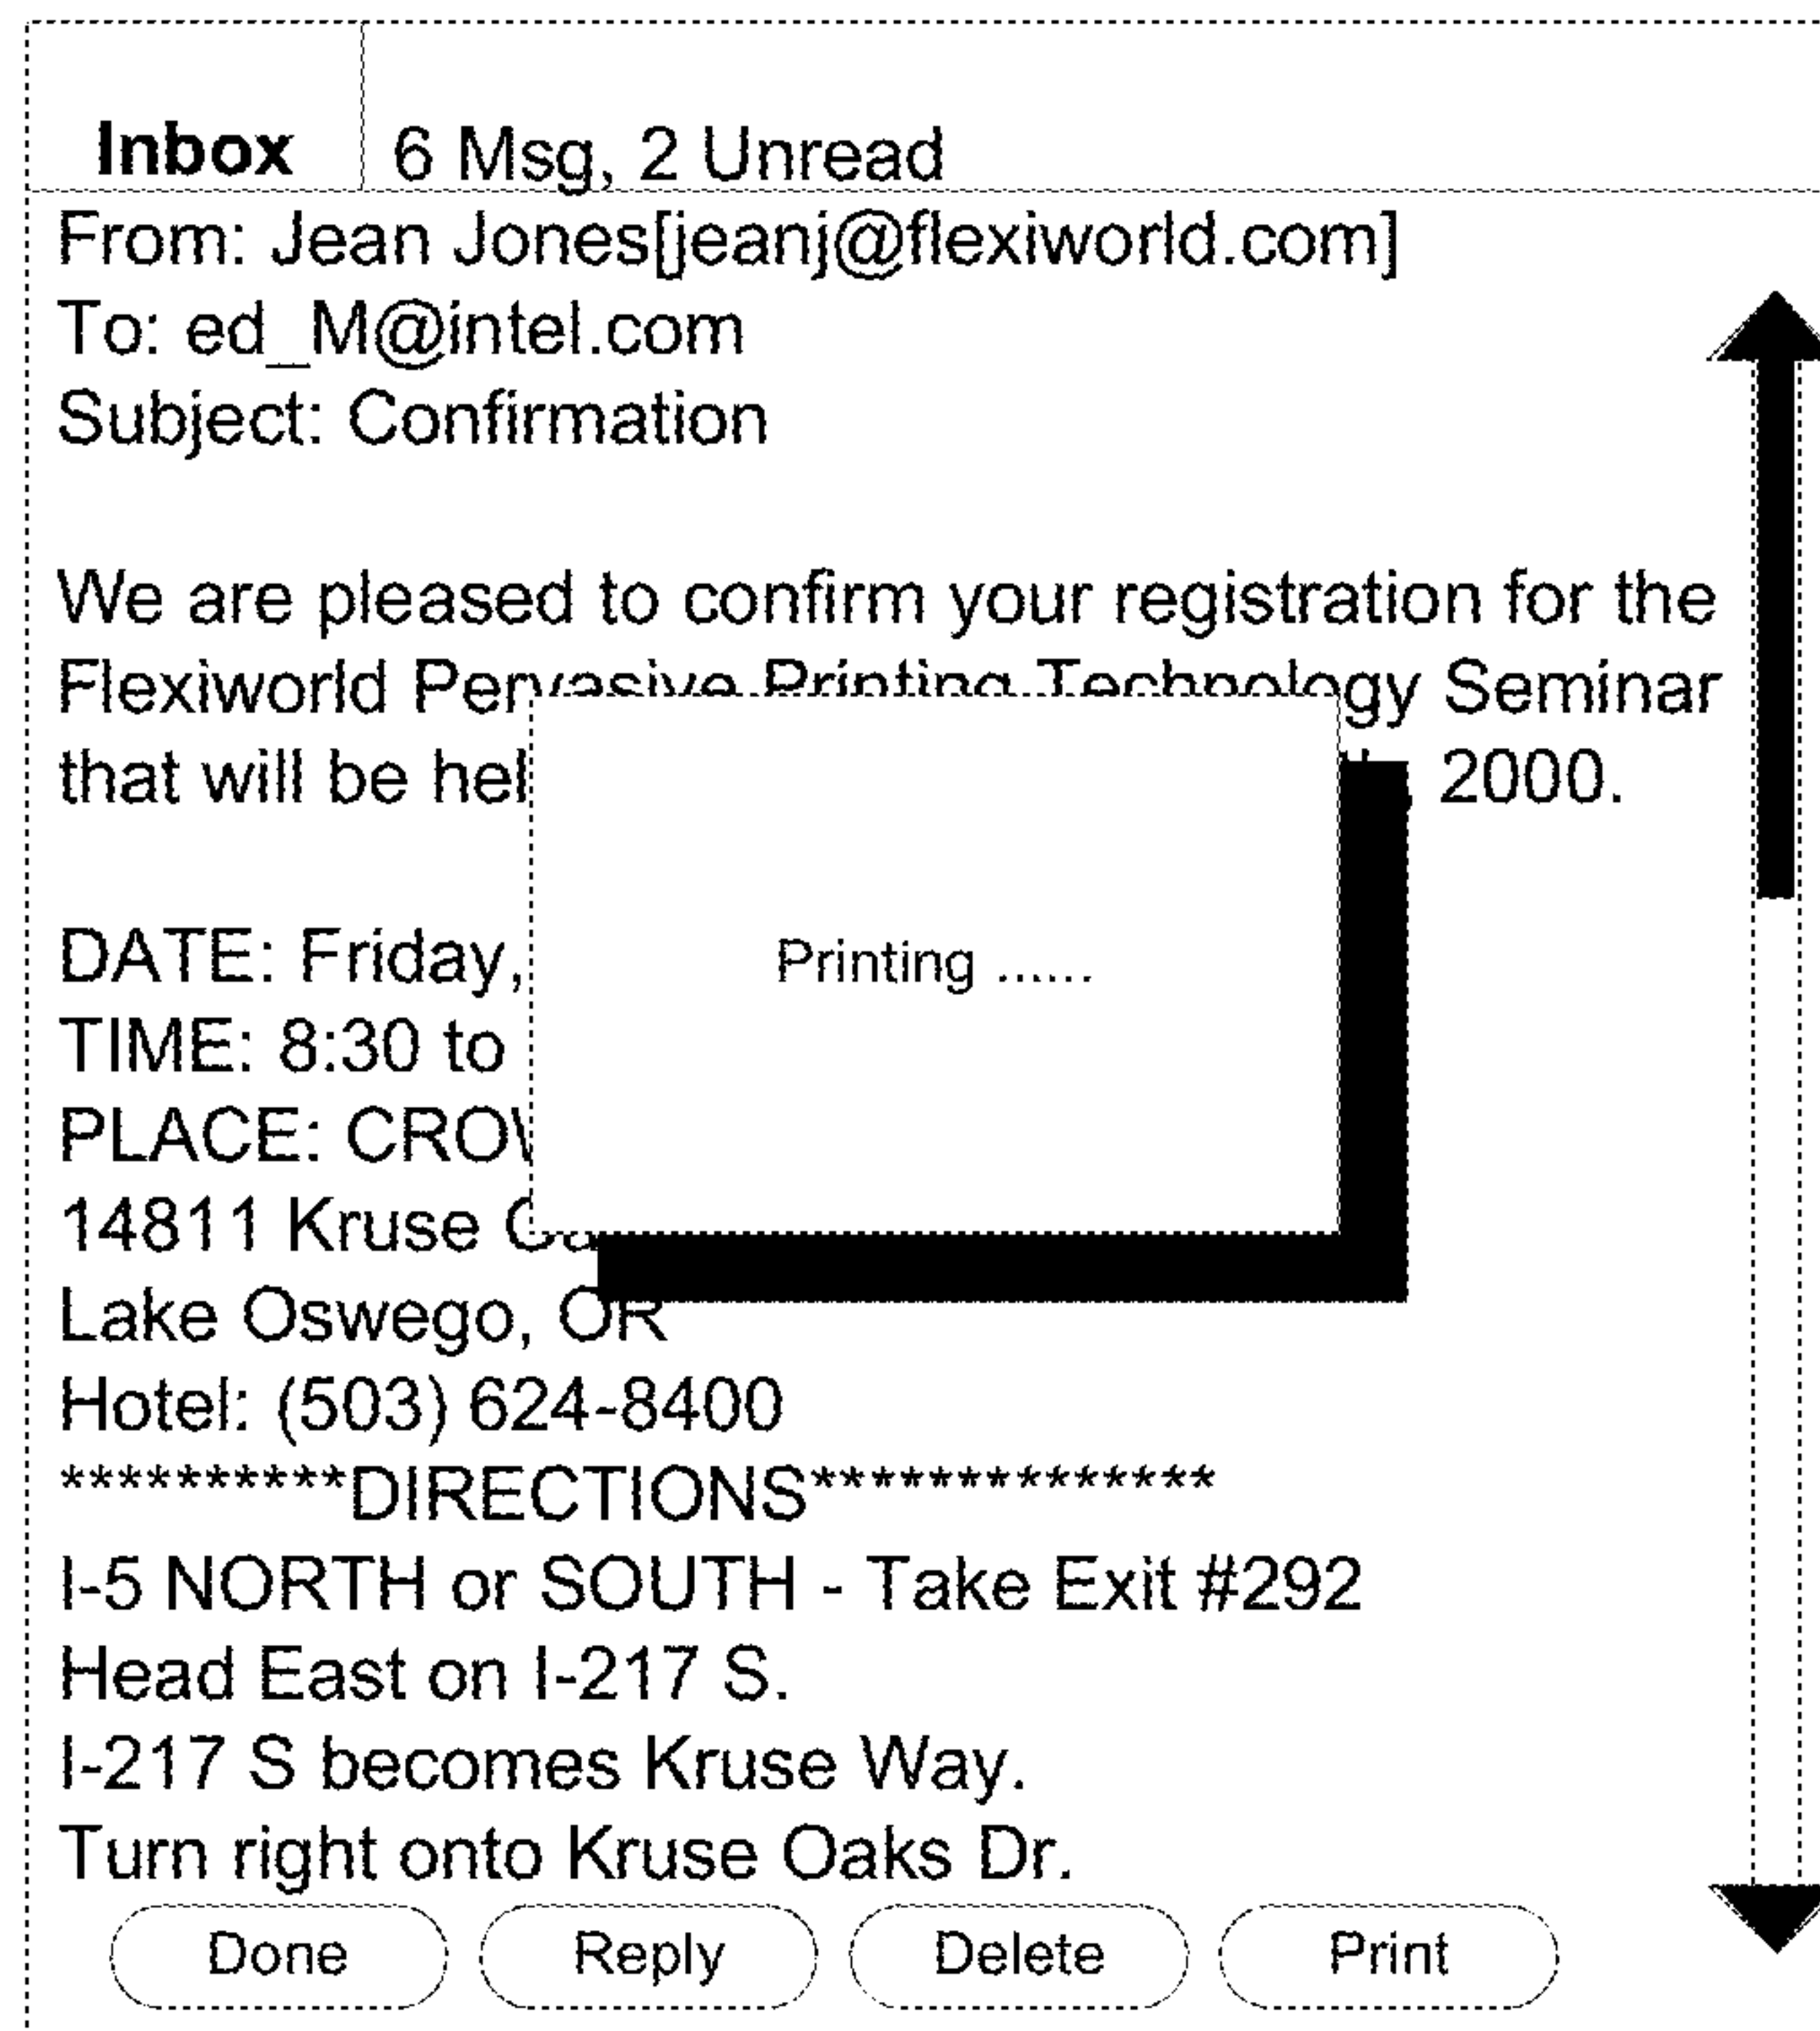 Inbox 6 Msg, 2 Unread
From: Jean Jones[jeanj@flexiworld.com]
To: ed_M@intel.com
Subject: Confirmation
We are pleased to confirm your registration for the
Flexiworld Pervasive Printing Technology Seminar
that will be 2000.
DATE: Friday,
TIME: 8:30 to
PLACE:
14811 Kruse
Lake Oswego, OR
Hotel: (503) 624-8400
**********DIRECTIONS**************
I-5 NORTH or SOUTH - Take Exit #292
Head East on I-217 S.
I-217 S becomes Kruse Way.
Turn right onto Kruse Oaks Dr.
Printing ......
Done Reply Delete Print